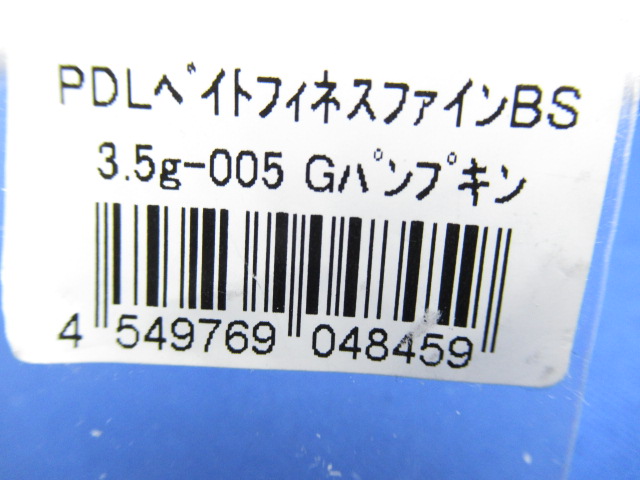 PDLﾍﾞｲﾄﾌｨﾈｽﾌｧｲﾝBS
3.5g-005 Gﾊﾟﾝﾌﾟｷﾝ
4 549769 048459